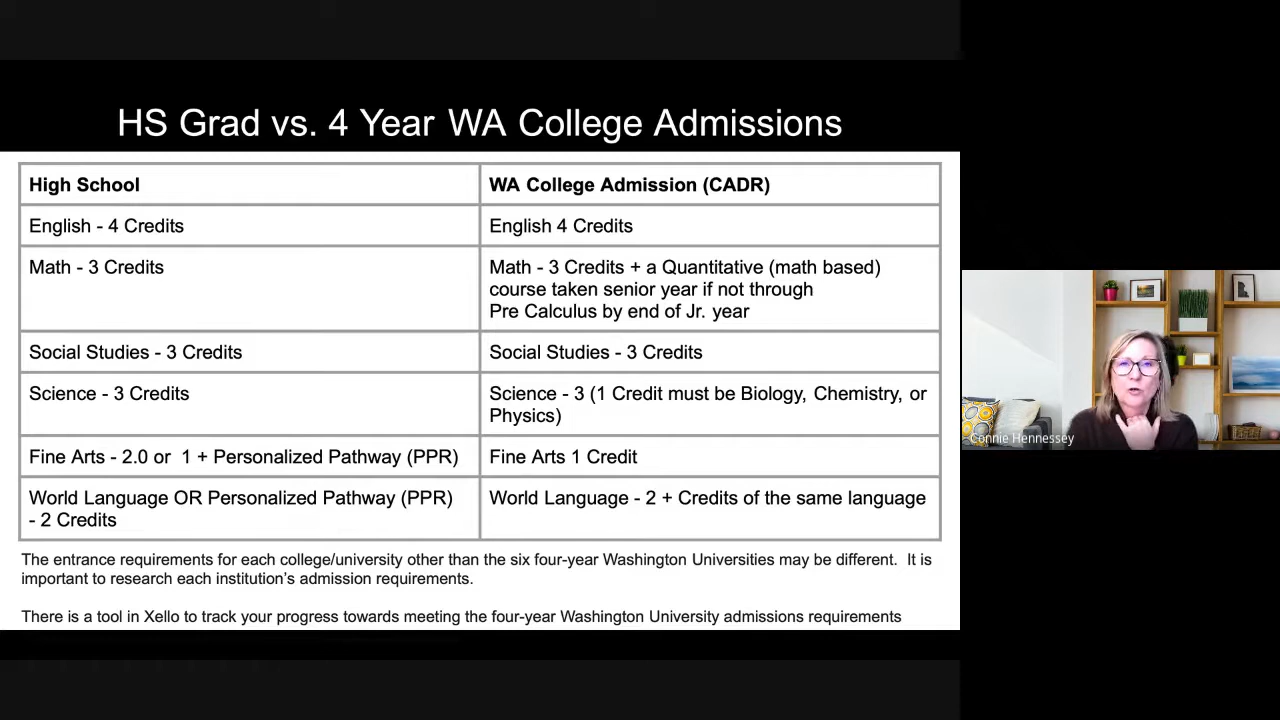 HS Grad vs. 4 Year WA College Admissions
High School
WA College Admission (CADR)
English - 4 Credits
English 4 Credits
Math - 3 Credits
Math - 3 Credits + a Quantitative (math based)
course taken senior year if not through
Pre Calculus by end of Jr. year
Social Studies - 3 Credits
Social Studies - 3 Credits
Science - 3 Credits
Science - 3 (1 Credit must be Biology, Chemistry, or
Physics)
Fine Arts - 2.0 or 1 + Personalized Pathway (PPR)
Fine Arts 1 Credit
World Language OR Personalized Pathway (PPR)
- 2 Credits
World Language - 2 + Credits of the same language
The entrance requirements for each college/university other than the six four-year Washington Universities may be different. It is
important to research each institution's admission requirements.
There is a tool in Xello to track your progress towards meeting the four-year Washington University admissions requirements
Connie Hennessey